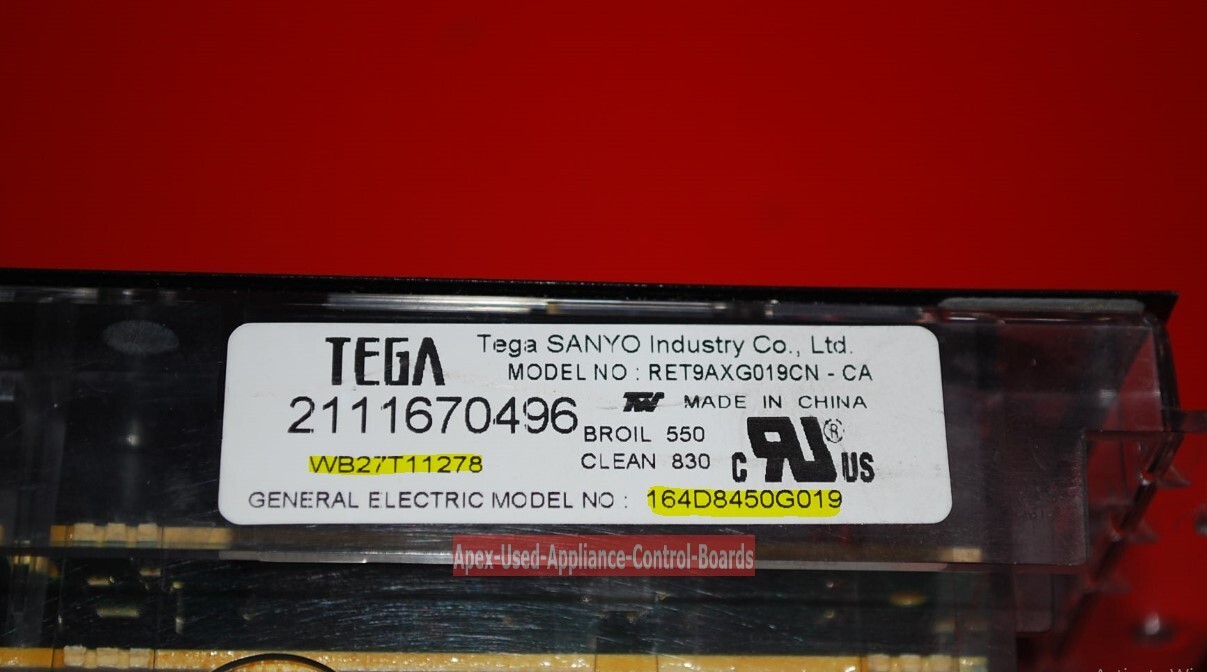 TEGA
Tega SANYO Industry Co., Ltd.
MODEL NO : RET9AXG019CN - CA
2111670496
MADE IN CHINA
BROIL 550
CLEAN 830
C US
®
WB27T11278
GENERAL ELECTRIC MODEL NO : 164D8450G019
Apex-Used-Appliance-Control-Boards